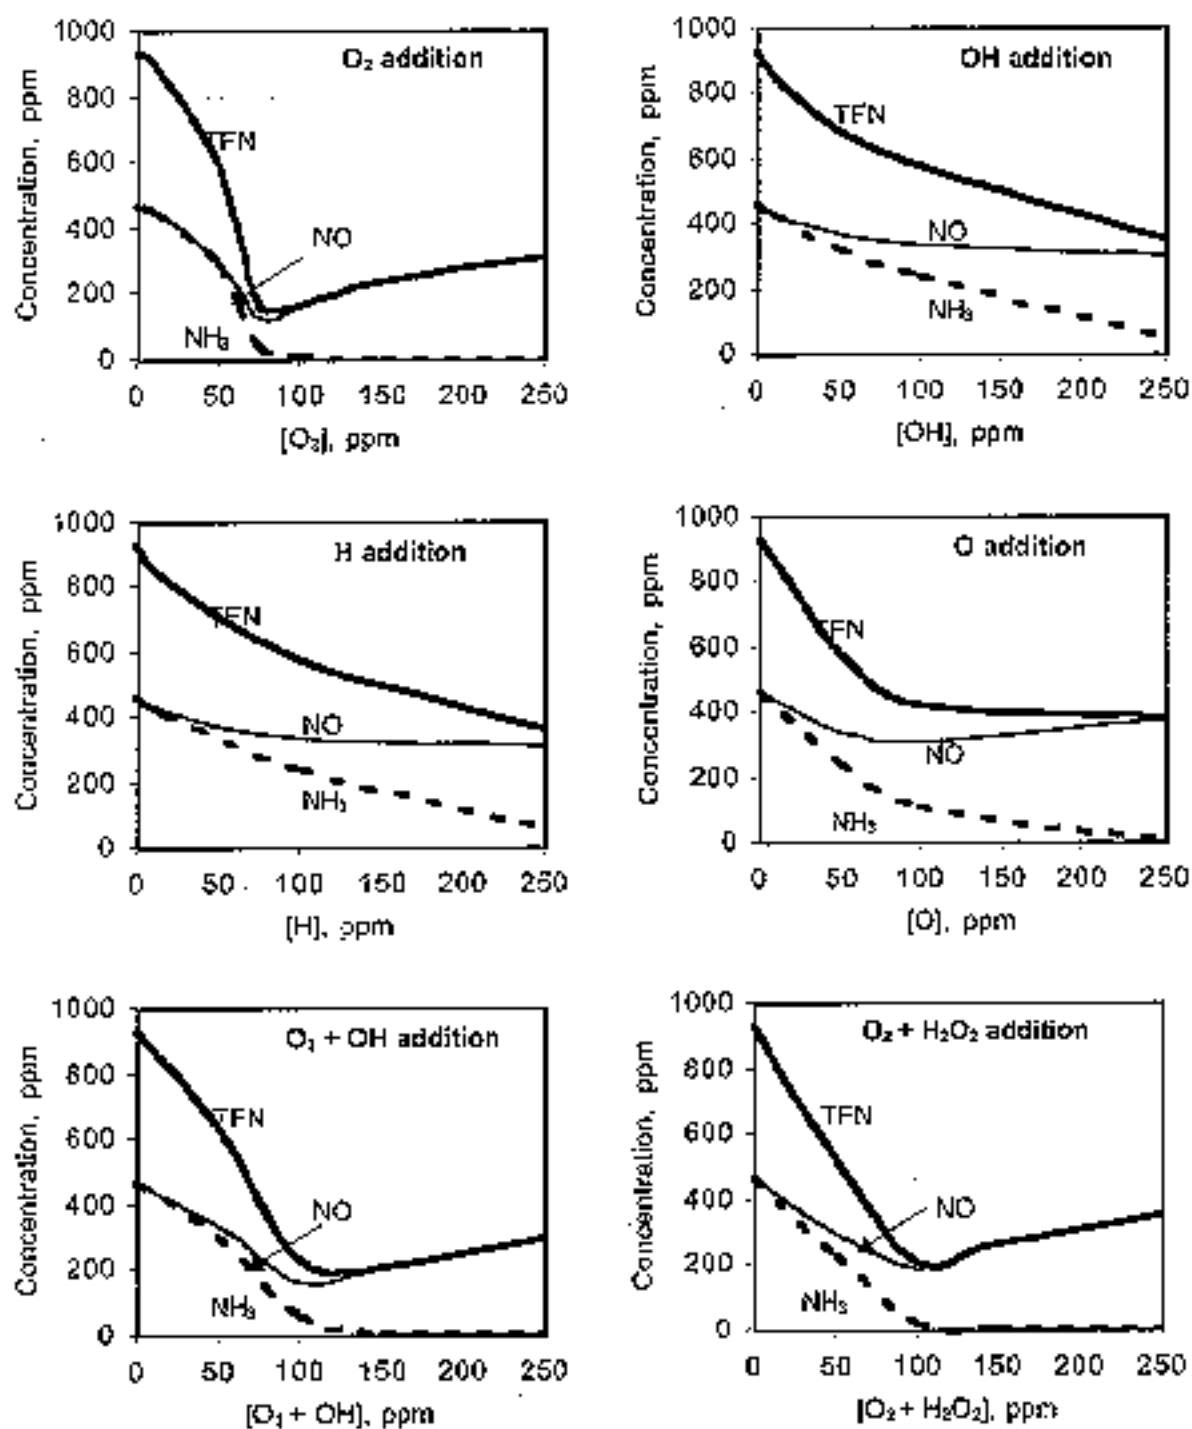 O₂ addition
Concentration, ppm
1000
800
600
400
200
0
TFN
NO
NH₃
0 50 100 150 200 250
[O₂], ppm
OH addition
Concentration, ppm
1000
800
600
400
200
0
TFN
NO
NH₃
0 50 100 150 200 250
[OH], ppm
H addition
Concentration, ppm
1000
800
600
400
200
0
TFN
NO
NH₃
0 50 100 150 200 250
[H], ppm
O addition
Concentration, ppm
1000
800
600
400
200
0
TFN
NO
NH₃
0 50 100 150 200 250
[O], ppm
O₂ + OH addition
Concentration, ppm
1000
800
600
400
200
0
TFN
NO
NH₃
0 50 100 150 200 250
[O₂ + OH], ppm
O₂ + H₂O₂ addition
Concentration, ppm
1000
800
600
400
200
0
TFN
NO
NH₃
0 50 100 150 200 250
[O₂ + H₂O₂], ppm